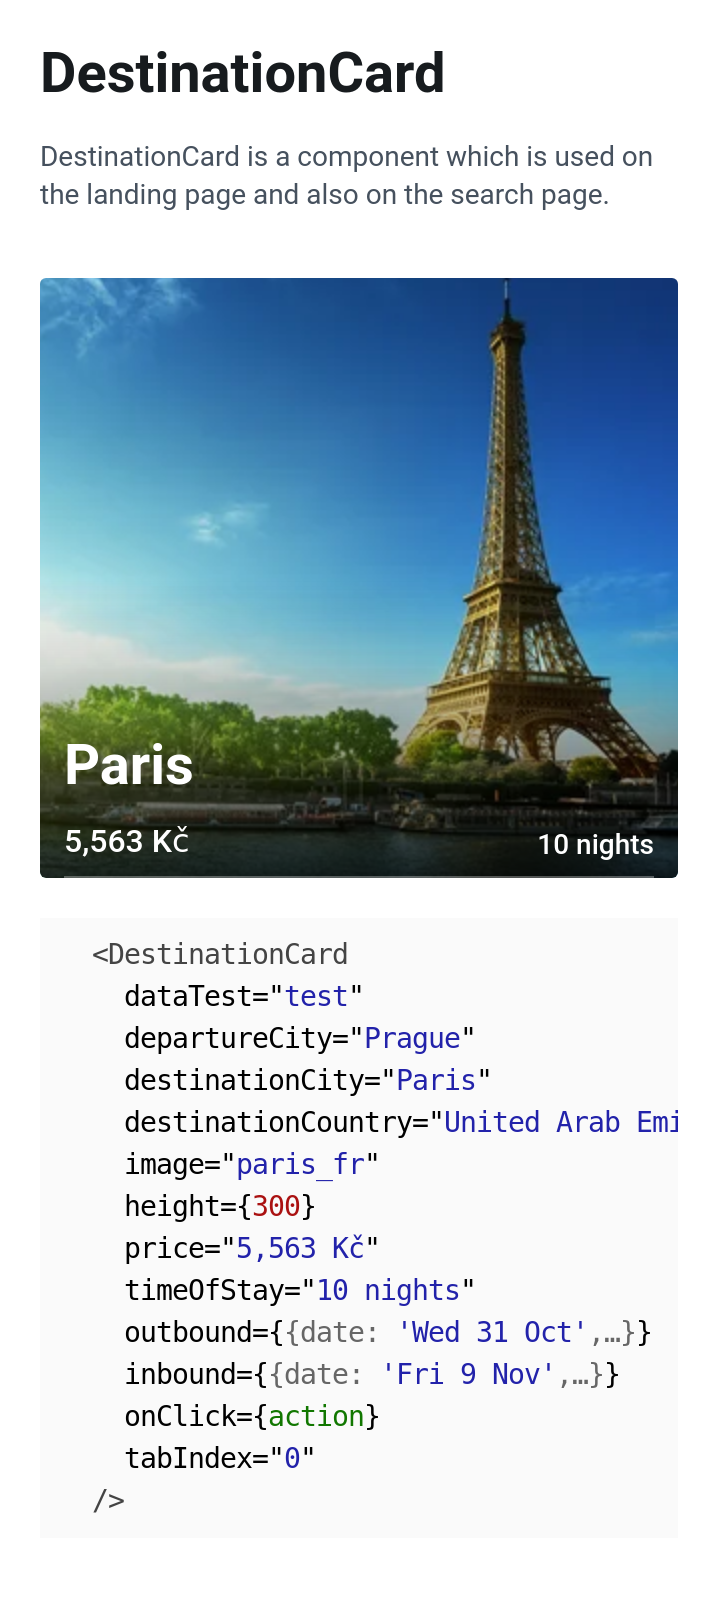 DestinationCard
DestinationCard is a component which is used on
the landing page and also on the search page.
Paris
5,563 Kč
10 nights
<DestinationCard
dataTest="test"
departureCity="Prague"
destinationCity="Paris"
destinationCountry="United Arab Emi
image="paris_fr"
height={300}
price="5,563 Kč"
timeOfStay="10 nights"
outbound={{date: 'Wed 31 Oct',…}}
inbound={{date: 'Fri 9 Nov',…}}
onClick={action}
tabIndex="0"
/>